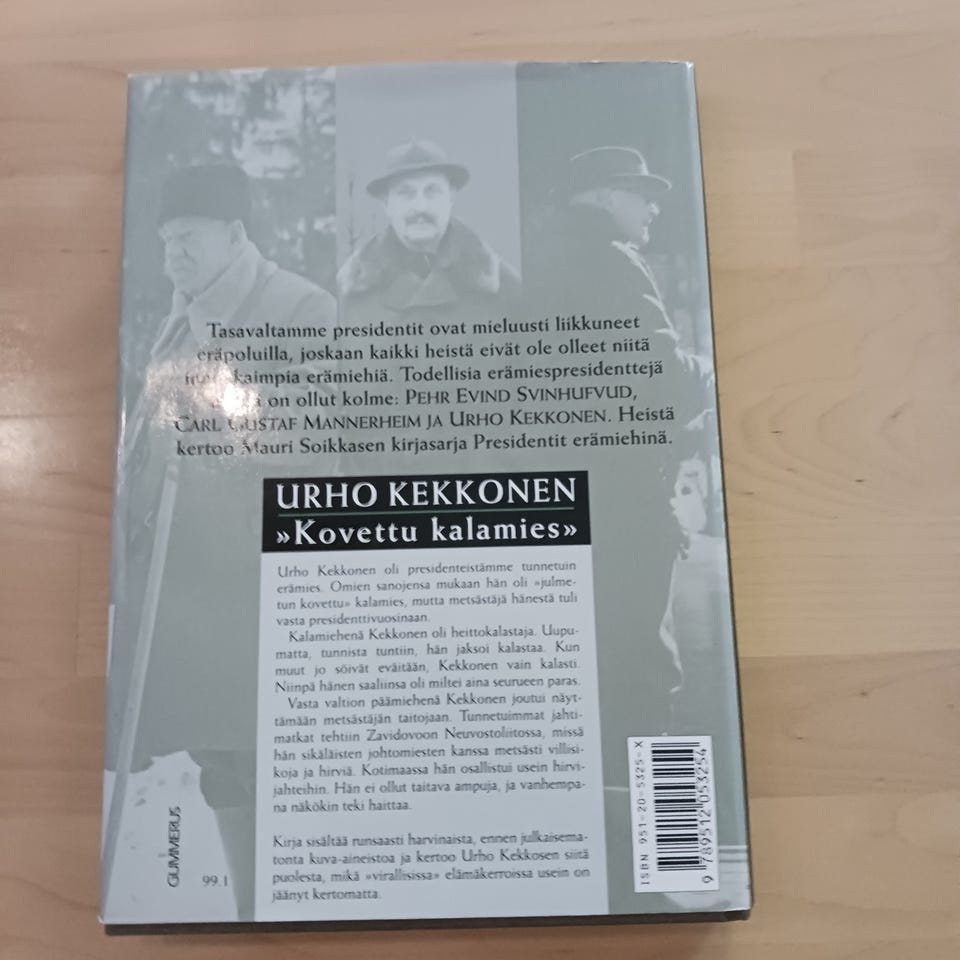 Tasavaltamme presidentit ovat mieluusti liikkuneet
eräpoluilla, joskaan kaikki heistä eivät ole olleet niitä
erämiehiä. Todellisia erämiespresidenttejä
on ollut kolme: PEHR EVIND SVINHUFVUD,
CARL GUSTAF MANNERHEIM JA URHO KEKKONEN. Heistä
kertoo Mauri Soikkasen kirjasarja Presidentit erämiehinä.
URHO KEKKONEN
»Kovettu kalamies»
Urho Kekkonen oli presidenteistämme tunnetuin
erämies. Omien sanojensa mukaan hän oli »julme-
tun kovettu» kalamies, mutta metsästäjä hänestä tuli
vasta presidenttivuosinaan.
Kalamiehenä Kekkonen oli heittokalastaja. Uupu-
matta, tunnista tuntiin, hän jaksoi kalastaa. Kun
muut jo söivät eväitään, Kekkonen vain kalasti.
Niinpä hänen saaliinsa oli miltei aina seurueen paras.
Vasta valtion päämiehenä Kekkonen joutui näyt-
tämään metsästäjän taitojaan. Tunnetuimmat jahti-
matkat tehtiin Zavidovoon Neuvostoliitossa, missä
hän sikäläisten johtomiesten kanssa metsästi villisi-
koja ja hirviä. Kotimaassa hän osallistui usein hirvi-
jahteihin. Hän ei ollut taitava ampuja, ja vanhempa-
na näkökin teki haittaa.
Kirja sisältää runsaasti harvinaista, ennen julkaisema-
tonta kuva-aineistoa ja kertoo Urho Kekkosen siitä
puolesta, mikä »virallisissa» elämäkerroissa usein on
jäänyt kertomatta.
GUMMERUS
99.1
ISBN 951-20-5325-X
9 789512 053254